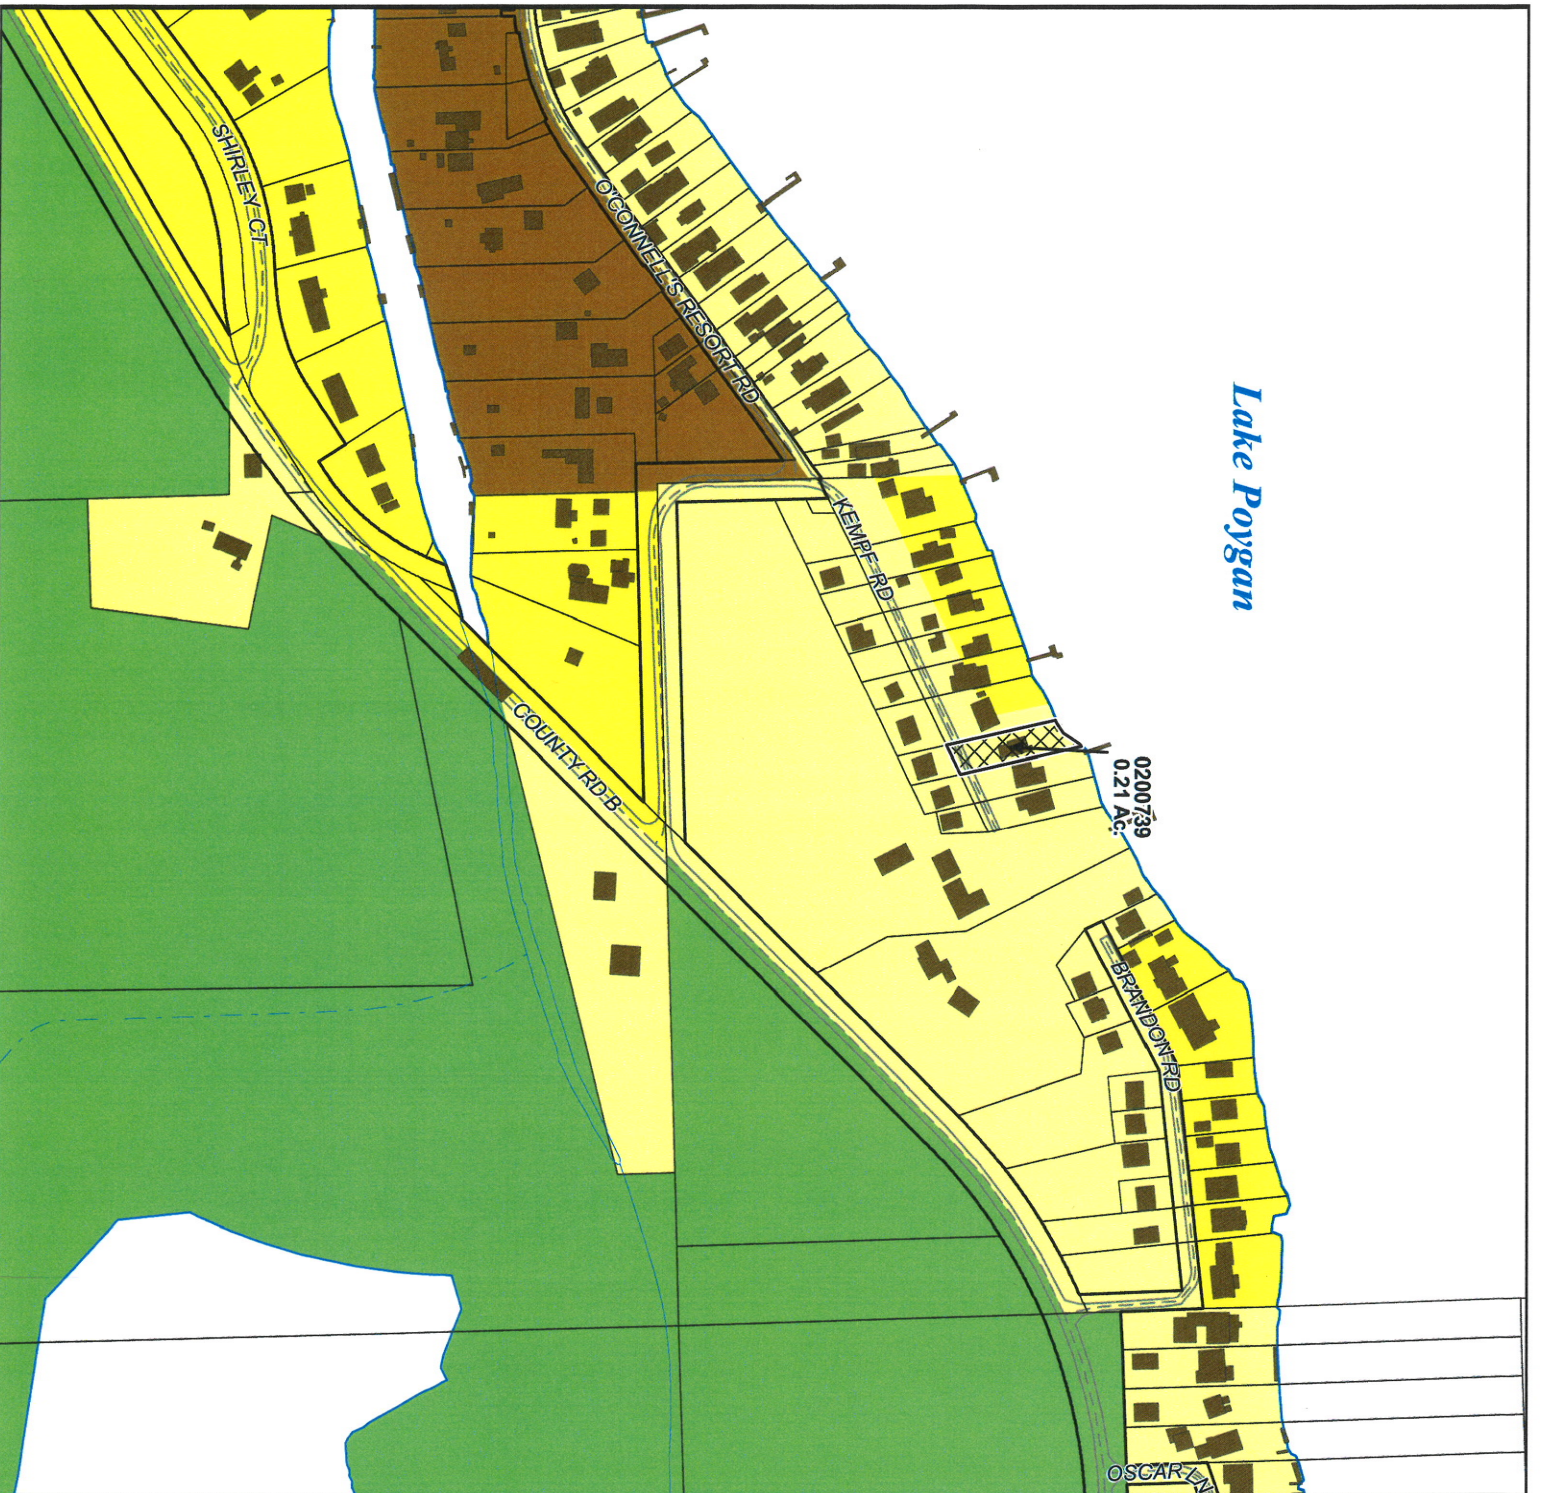 SHIRLEY CT
O'CONNELL'S RESORT RD
Lake Poygan
KEMPF RD
COUNTY RD B
0200739
0.21 Ac.
BRANDON RD
OSCAR LN